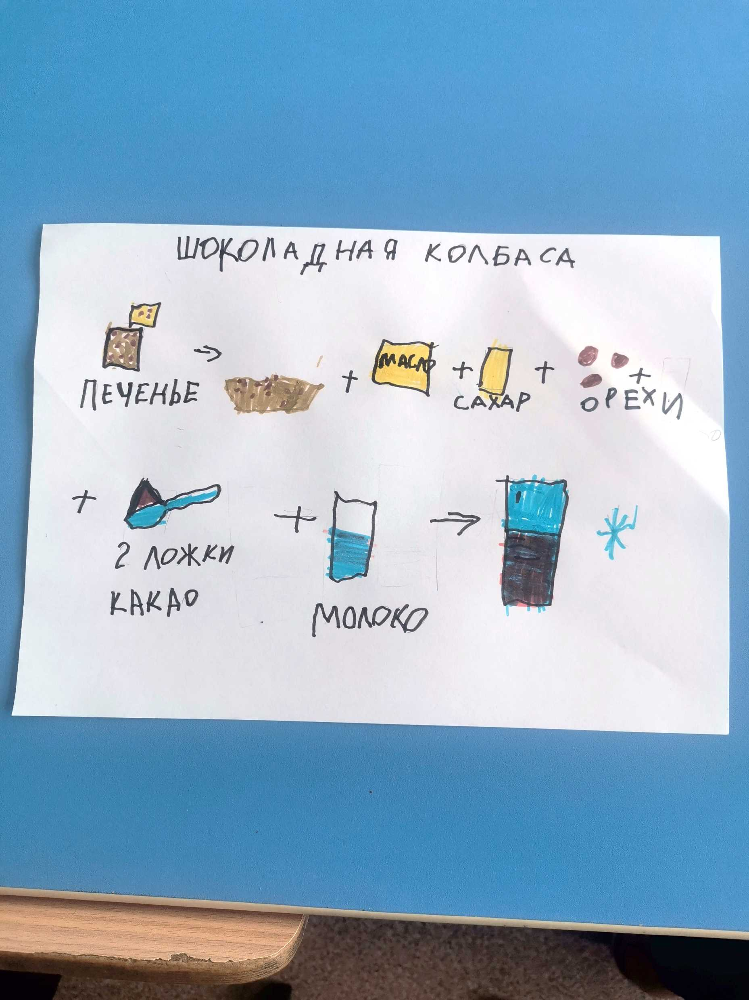 ШОКОЛАДНАЯ КОЛБАСА
ПЕЧЕНЬЕ
+ МАСЛО + САХАР + ОРЕХИ +
+ 2 ЛОЖКИ
КАКАО
+ МОЛОКО